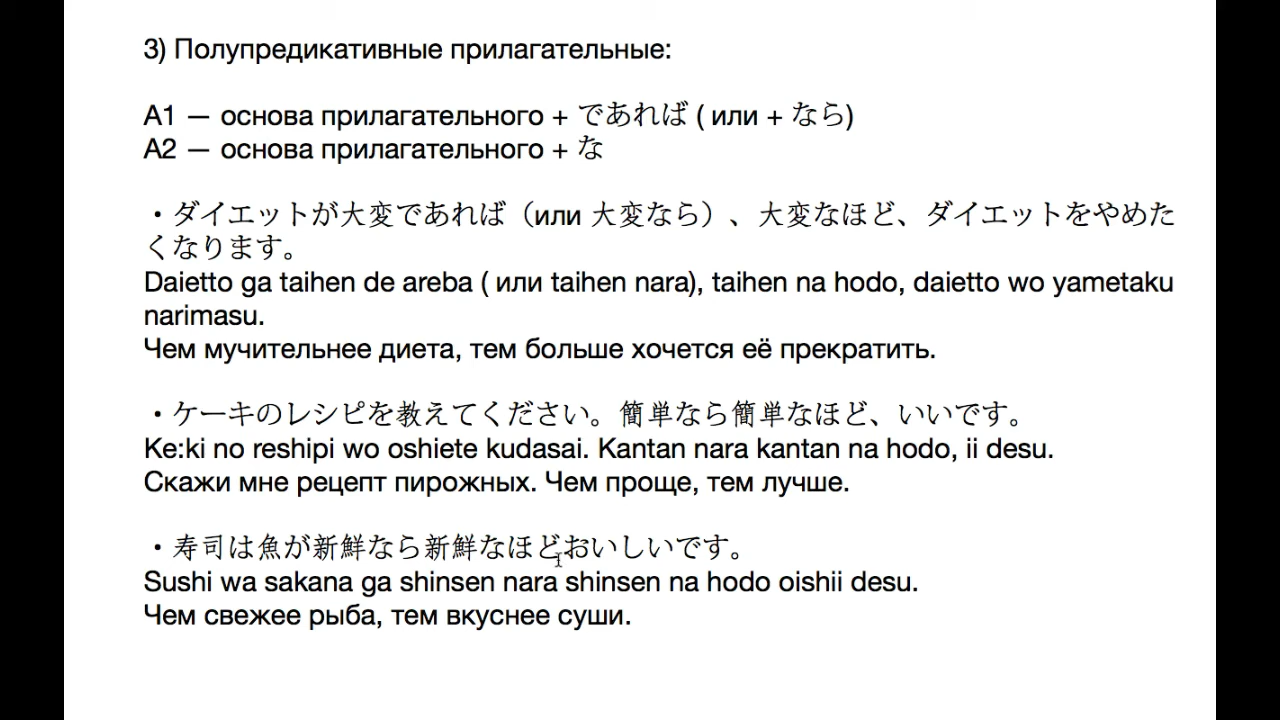 3) Полупредикативные прилагательные:
А1 — основа прилагательного + であれば ( или + なら)
А2 — основа прилагательного + な
・ダイエットが大変であれば（или 大変なら）、大変なほど、ダイエットをやめた
くなります。
Daietto ga taihen de areba ( или taihen nara), taihen na hodo, daietto wo yametaku
narimasu.
Чем мучительнее диета, тем больше хочется её прекратить.
・ケーキのレシピを教えてください。簡単なら簡単なほど、いいです。
Ke:ki no reshipi wo oshiete kudasai. Kantan nara kantan na hodo, ii desu.
Скажи мне рецепт пирожных. Чем проще, тем лучше.
・寿司は魚が新鮮なら新鮮なほどおいしいです。
Sushi wa sakana ga shinsen nara shinsen na hodo oishii desu.
Чем свежее рыба, тем вкуснее суши.